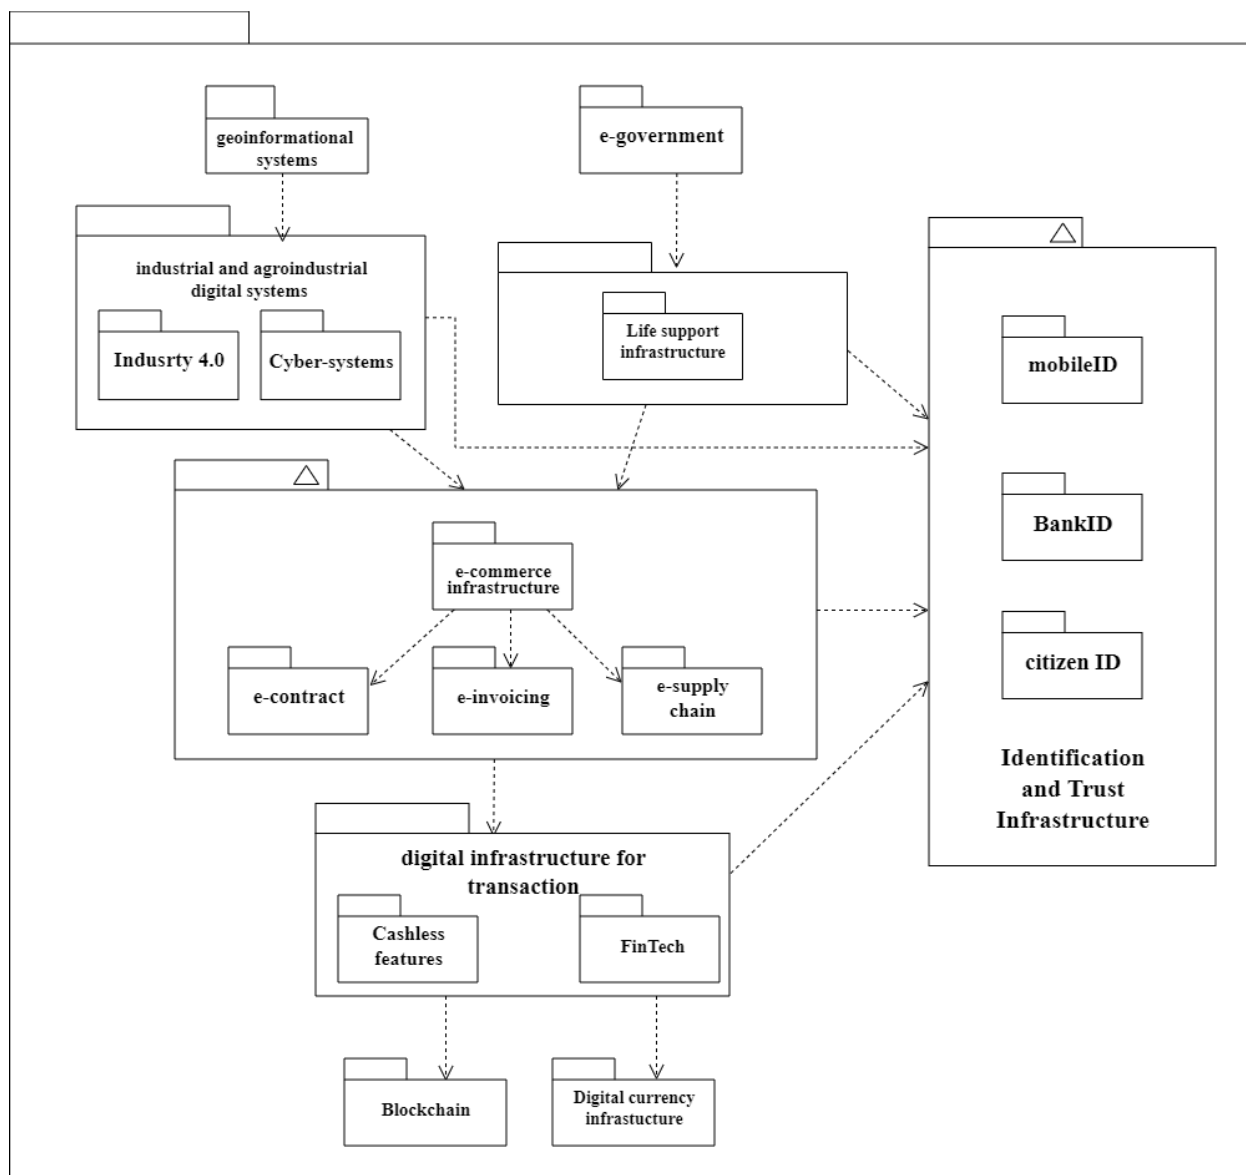 geoinformational
systems
e-government
industrial and agroindustrial
digital systems
Indusrty 4.0
Cyber-systems
Life support
infrastructure
mobileID
BankID
citizen ID
Identification
and Trust
Infrastructure
e-commerce
infrastructure
e-contract
e-invoicing
e-supply
chain
digital infrastructure for
transaction
Cashless
features
FinTech
Blockchain
Digital currency
infrastucture